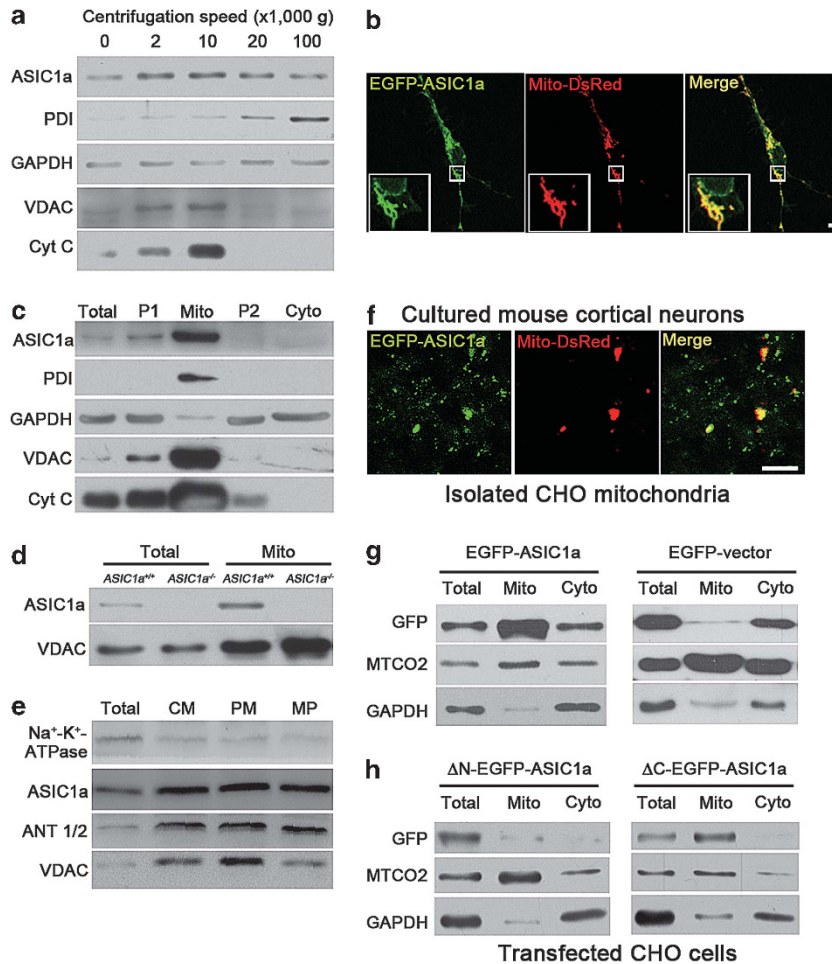 a
Centrifugation speed (x1,000 g)
0 2 10 20 100
ASIC1a
PDI
GAPDH
VDAC
Cyt C
b
EGFP-ASIC1a Mito-DsRed Merge
Cultured mouse cortical neurons
c
Total P1 Mito P2 Cyto
ASIC1a
PDI
GAPDH
VDAC
Cyt C
f
EGFP-ASIC1a Mito-DsRed Merge
Isolated CHO mitochondria
d
Total Mito
ASIC1a+/+ ASIC1a-/- ASIC1a+/+ ASIC1a-/-
ASIC1a
VDAC
e
Total CM PM MP
Na+-K+-
ATPase
ASIC1a
ANT 1/2
VDAC
g
EGFP-ASIC1a EGFP-vector
Total Mito Cyto Total Mito Cyto
GFP
MTCO2
GAPDH
h
ΔN-EGFP-ASIC1a ΔC-EGFP-ASIC1a
Total Mito Cyto Total Mito Cyto
GFP
MTCO2
GAPDH
Transfected CHO cells